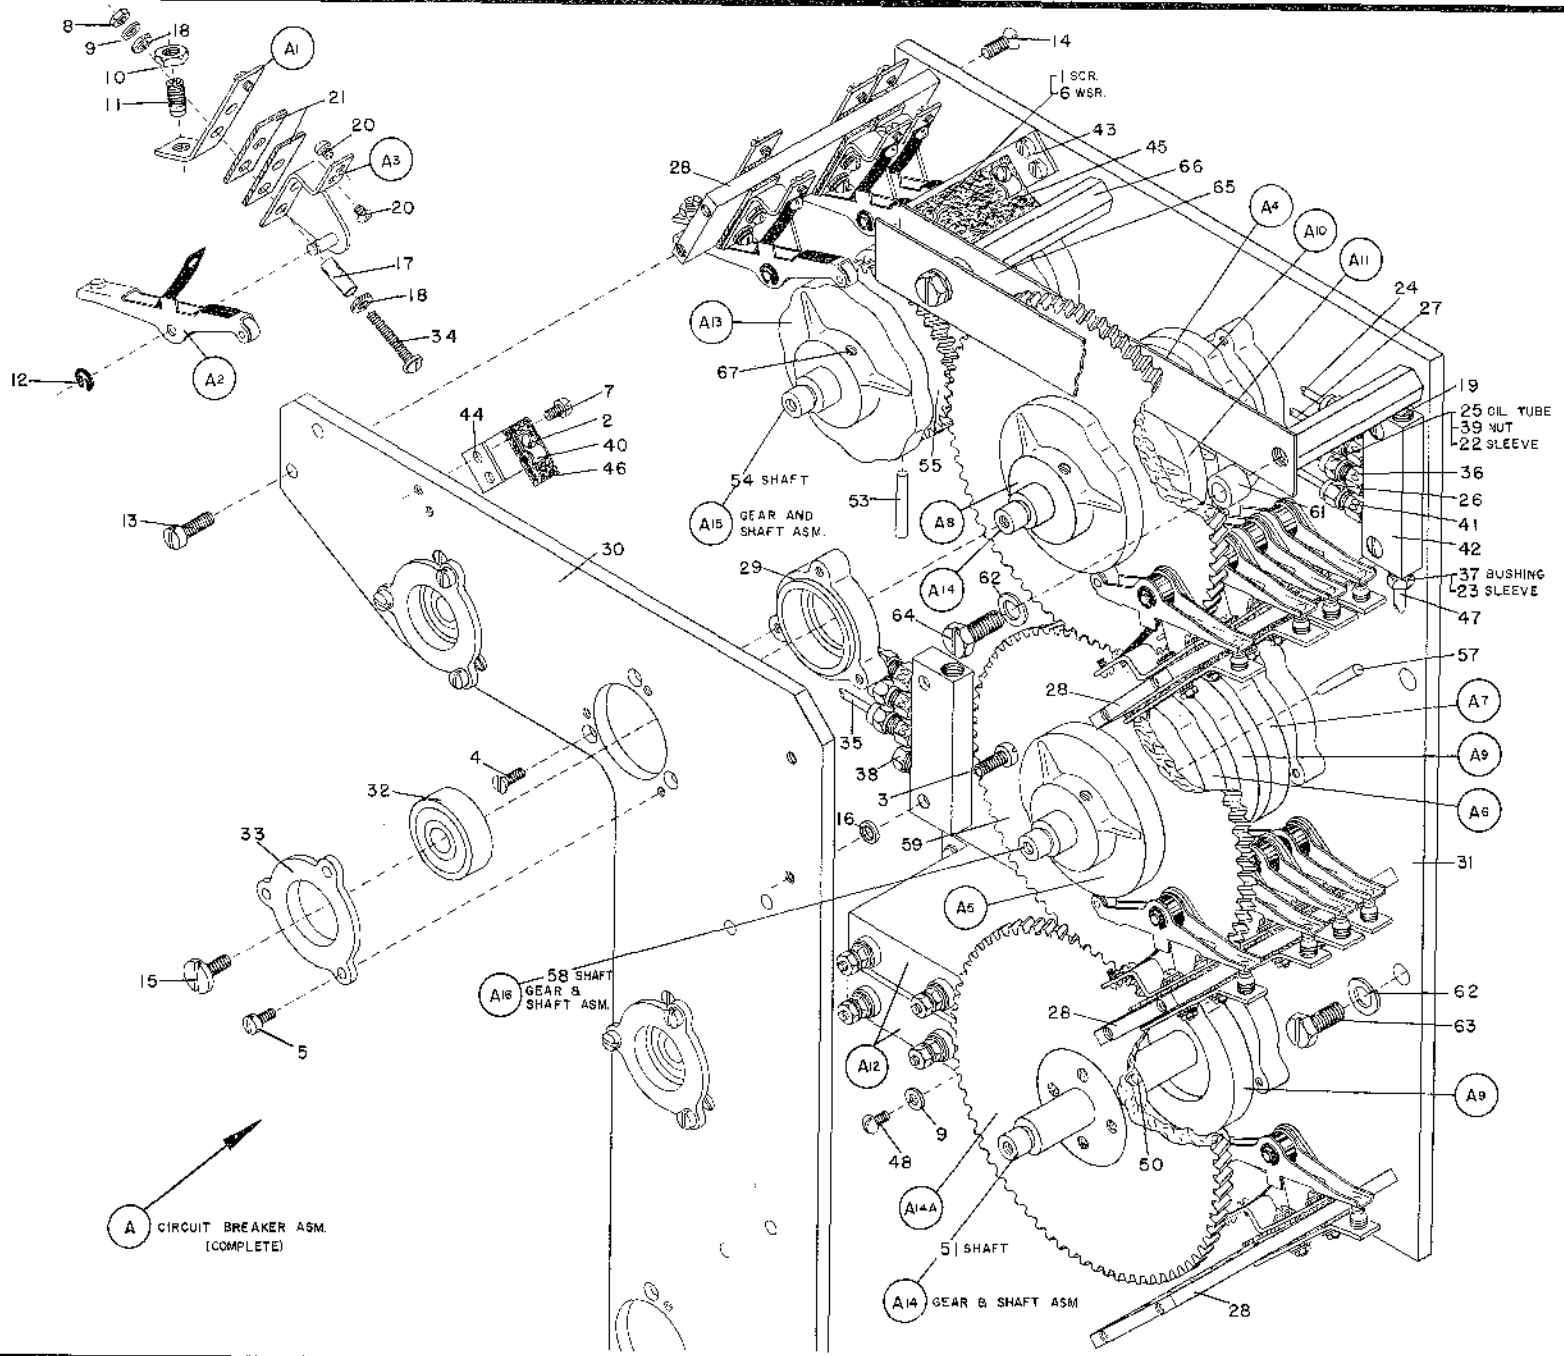 8
9
18
A1
10
11
21
20
A3
20
17
18
34
12
A2
14
1 SCR.
6 WSR.
43
45
66
65
28
A4
A10
A11
24
27
19
25 OIL TUBE
39 NUT
22 SLEEVE
36
26
41
42
37 BUSHING
23 SLEEVE
47
A13
67
7
44
2
40
46
54 SHAFT
A15
GEAR AND
SHAFT ASM.
53
55
A8
A14
61
13
30
29
62
64
57
28
A7
A9
A6
35
38
3
4
32
16
59
33
31
A5
15
58 SHAFT
A16
GEAR &
SHAFT ASM.
5
62
63
28
A12
A9
9
48
50
A14A
A
CIRCUIT BREAKER ASM.
(COMPLETE)
51 SHAFT
A14
GEAR & SHAFT ASM
28